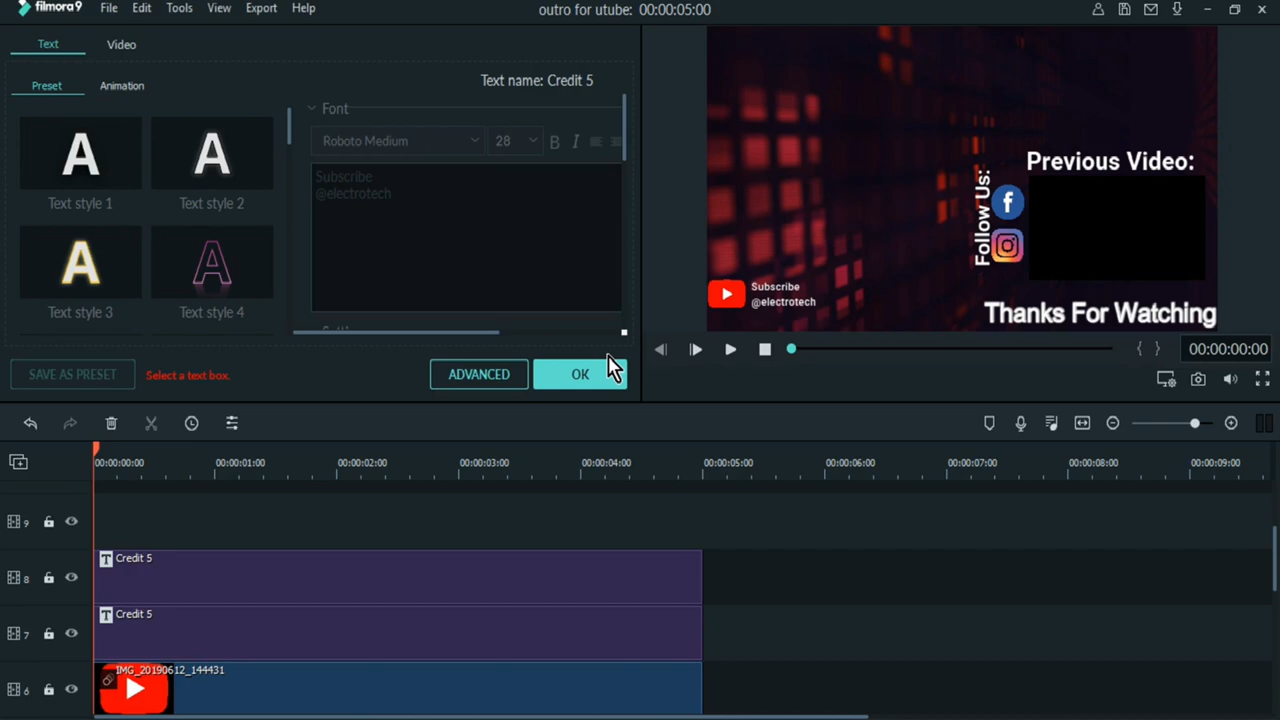 filmora9
File
Edit
Tools
View
Export
Help
outro for utube: 00:00:05:00
Text
Video
Preset
Animation
Text name: Credit 5
Font
Roboto Medium
28
B
I
Subscribe
@electrotech
A
A
Text style 1
Text style 2
A
A
Text style 3
Text style 4
SAVE AS PRESET
Select a text box.
ADVANCED
OK
Previous Video:
Follow Us:
Subscribe
@electrotech
Thanks For Watching
00:00:00:00
00:00:00:00
00:00:01:00
00:00:02:00
00:00:03:00
00:00:04:00
00:00:05:00
00:00:06:00
00:00:07:00
00:00:08:00
00:00:09:00
9
8
T Credit 5
7
T Credit 5
6
IMG_20190612_144431